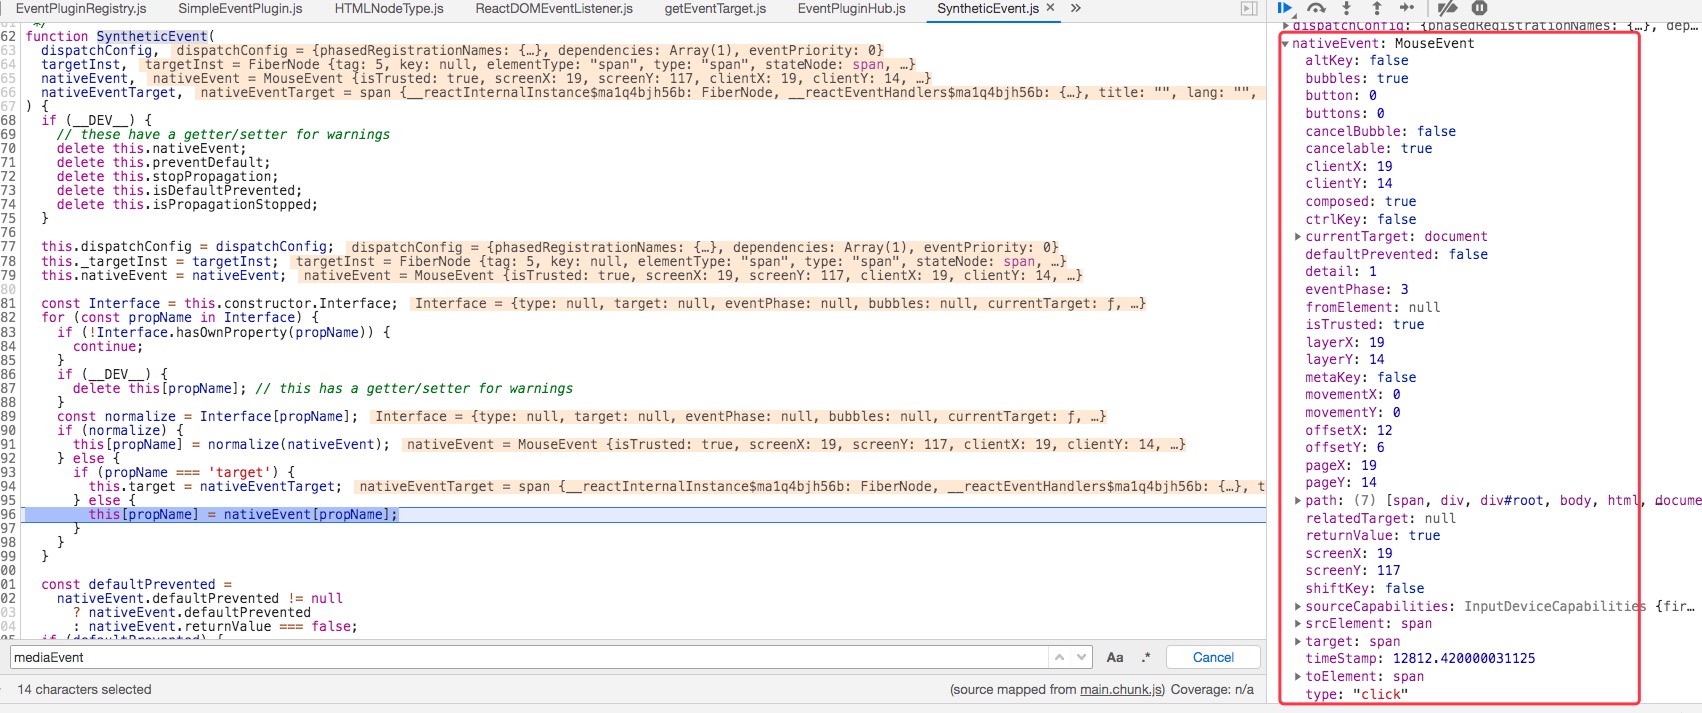 EventPluginRegistry.js SimpleEventPlugin.js HTMLNodeType.js ReactDOMEventListener.js getEventTarget.js EventPluginHub.js SyntheticEvent.js × »
61 */
62 function SyntheticEvent(
63 dispatchConfig, dispatchConfig = {phasedRegistrationNames: {…}, dependencies: Array(1), eventPriority: 0}
64 targetInst, targetInst = FiberNode {tag: 5, key: null, elementType: "span", type: "span", stateNode: span, …}
65 nativeEvent, nativeEvent = MouseEvent {isTrusted: true, screenX: 19, screenY: 117, clientX: 19, clientY: 14, …}
66 nativeEventTarget, nativeEventTarget = span {__reactInternalInstance$ma1q4bjh56b: FiberNode, __reactEventHandlers$ma1q4bjh56b: {…}, title: "", lang: "",
67 ) {
68 if (__DEV__) {
69 // these have a getter/setter for warnings
70 delete this.nativeEvent;
71 delete this.preventDefault;
72 delete this.stopPropagation;
73 delete this.isDefaultPrevented;
74 delete this.isPropagationStopped;
75 }
76
77 this.dispatchConfig = dispatchConfig; dispatchConfig = {phasedRegistrationNames: {…}, dependencies: Array(1), eventPriority: 0}
78 this._targetInst = targetInst; targetInst = FiberNode {tag: 5, key: null, elementType: "span", type: "span", stateNode: span, …}
79 this.nativeEvent = nativeEvent; nativeEvent = MouseEvent {isTrusted: true, screenX: 19, screenY: 117, clientX: 19, clientY: 14, …}
80
81 const Interface = this.constructor.Interface; Interface = {type: null, target: null, eventPhase: null, bubbles: null, currentTarget: ƒ, …}
82 for (const propName in Interface) {
83 if (!Interface.hasOwnProperty(propName)) {
84 continue;
85 }
86 if (__DEV__) {
87 delete this[propName]; // this has a getter/setter for warnings
88 }
89 const normalize = Interface[propName]; Interface = {type: null, target: null, eventPhase: null, bubbles: null, currentTarget: ƒ, …}
90 if (normalize) {
91 this[propName] = normalize(nativeEvent); nativeEvent = MouseEvent {isTrusted: true, screenX: 19, screenY: 117, clientX: 19, clientY: 14, …}
92 } else {
93 if (propName === 'target') {
94 this.target = nativeEventTarget; nativeEventTarget = span {__reactInternalInstance$ma1q4bjh56b: FiberNode, __reactEventHandlers$ma1q4bjh56b: {…}, t
95 } else {
96 this[propName] = nativeEvent[propName];
97 }
98 }
99 }
00
01 const defaultPrevented =
02 nativeEvent.defaultPrevented != null
03 ? nativeEvent.defaultPrevented
04 : nativeEvent.returnValue === false;
05 if (defaultPrevented) {
mediaEvent Aa .* Cancel
14 characters selected (source mapped from main.chunk.js) Coverage: n/a
dispatchConfig: {phasedRegistrationNames: {…}, dep…
nativeEvent: MouseEvent
altKey: false
bubbles: true
button: 0
buttons: 0
cancelBubble: false
cancelable: true
clientX: 19
clientY: 14
composed: true
ctrlKey: false
currentTarget: document
defaultPrevented: false
detail: 1
eventPhase: 3
fromElement: null
isTrusted: true
layerX: 19
layerY: 14
metaKey: false
movementX: 0
movementY: 0
offsetX: 12
offsetY: 6
pageX: 19
pageY: 14
path: (7) [span, div, div#root, body, html, docume
relatedTarget: null
returnValue: true
screenX: 19
screenY: 117
shiftKey: false
sourceCapabilities: InputDeviceCapabilities {fir…
srcElement: span
target: span
timeStamp: 12812.420000031125
toElement: span
type: "click"